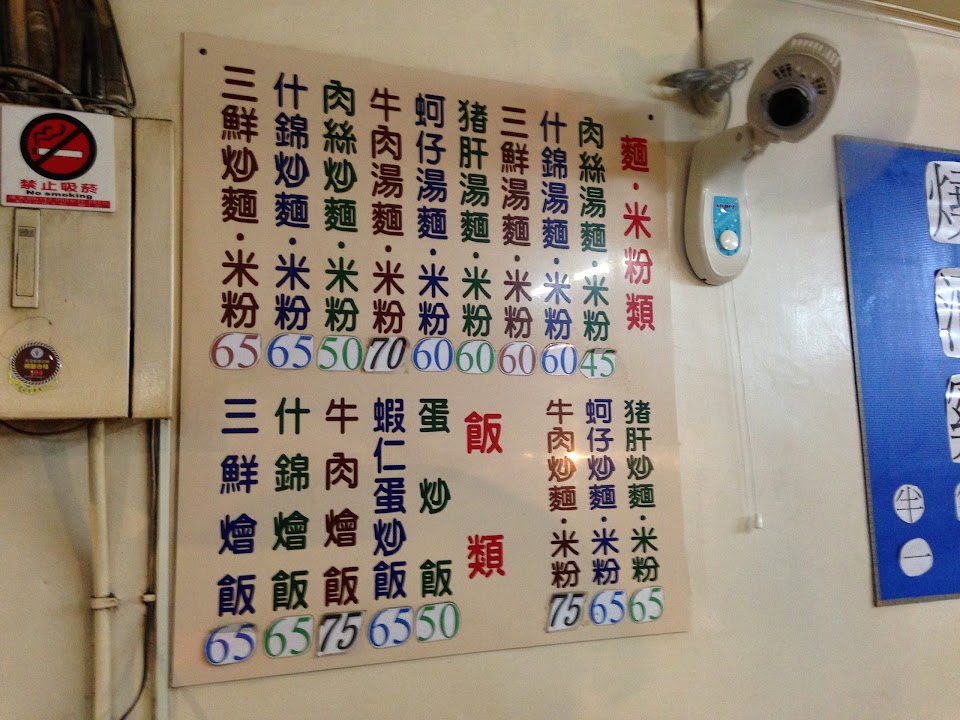 麵·米粉類
肉絲湯麵·米粉 45
什錦湯麵·米粉 60
三鮮湯麵·米粉 60
猪肝湯麵·米粉 60
蚵仔湯麵·米粉 60
牛肉湯麵·米粉 70
肉絲炒麵·米粉 50
什錦炒麵·米粉 65
三鮮炒麵·米粉 65
猪肝炒麵·米粉 65
蚵仔炒麵·米粉 65
牛肉炒麵·米粉 75
飯類
蛋炒飯 50
蝦仁蛋炒飯 65
牛肉燴飯 75
什錦燴飯 65
三鮮燴飯 65
禁止吸菸
No smoking
牛
一